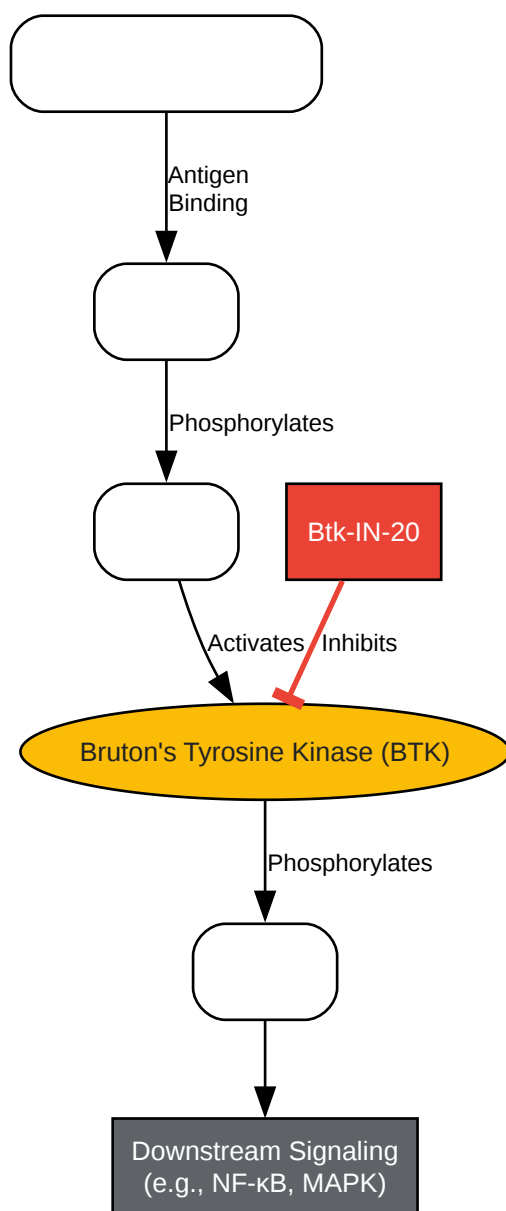 Antigen
Binding
Phosphorylates
Btk-IN-20
Activates
Inhibits
Bruton's Tyrosine Kinase (BTK)
Phosphorylates
Downstream Signaling
(e.g., NF-κB, MAPK)